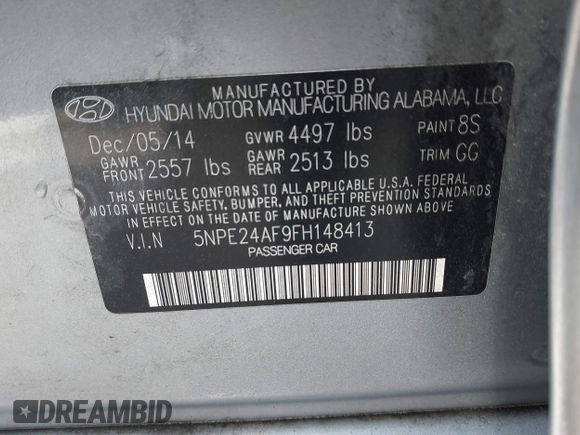 MANUFACTURED BY
HYUNDAI MOTOR MANUFACTURING ALABAMA, LLC
Dec/05/14 GVWR 4497 lbs PAINT 8S
GAWR FRONT 2557 lbs GAWR REAR 2513 lbs TRIM GG
THIS VEHICLE CONFORMS TO ALL APPLICABLE U.S.A. FEDERAL
MOTOR VEHICLE SAFETY, BUMPER, AND THEFT PREVENTION STANDARDS
IN EFFECT ON THE DATE OF MANUFACTURE SHOWN ABOVE.
V.I.N 5NPE24AF9FH148413
PASSENGER CAR
DREAMBID